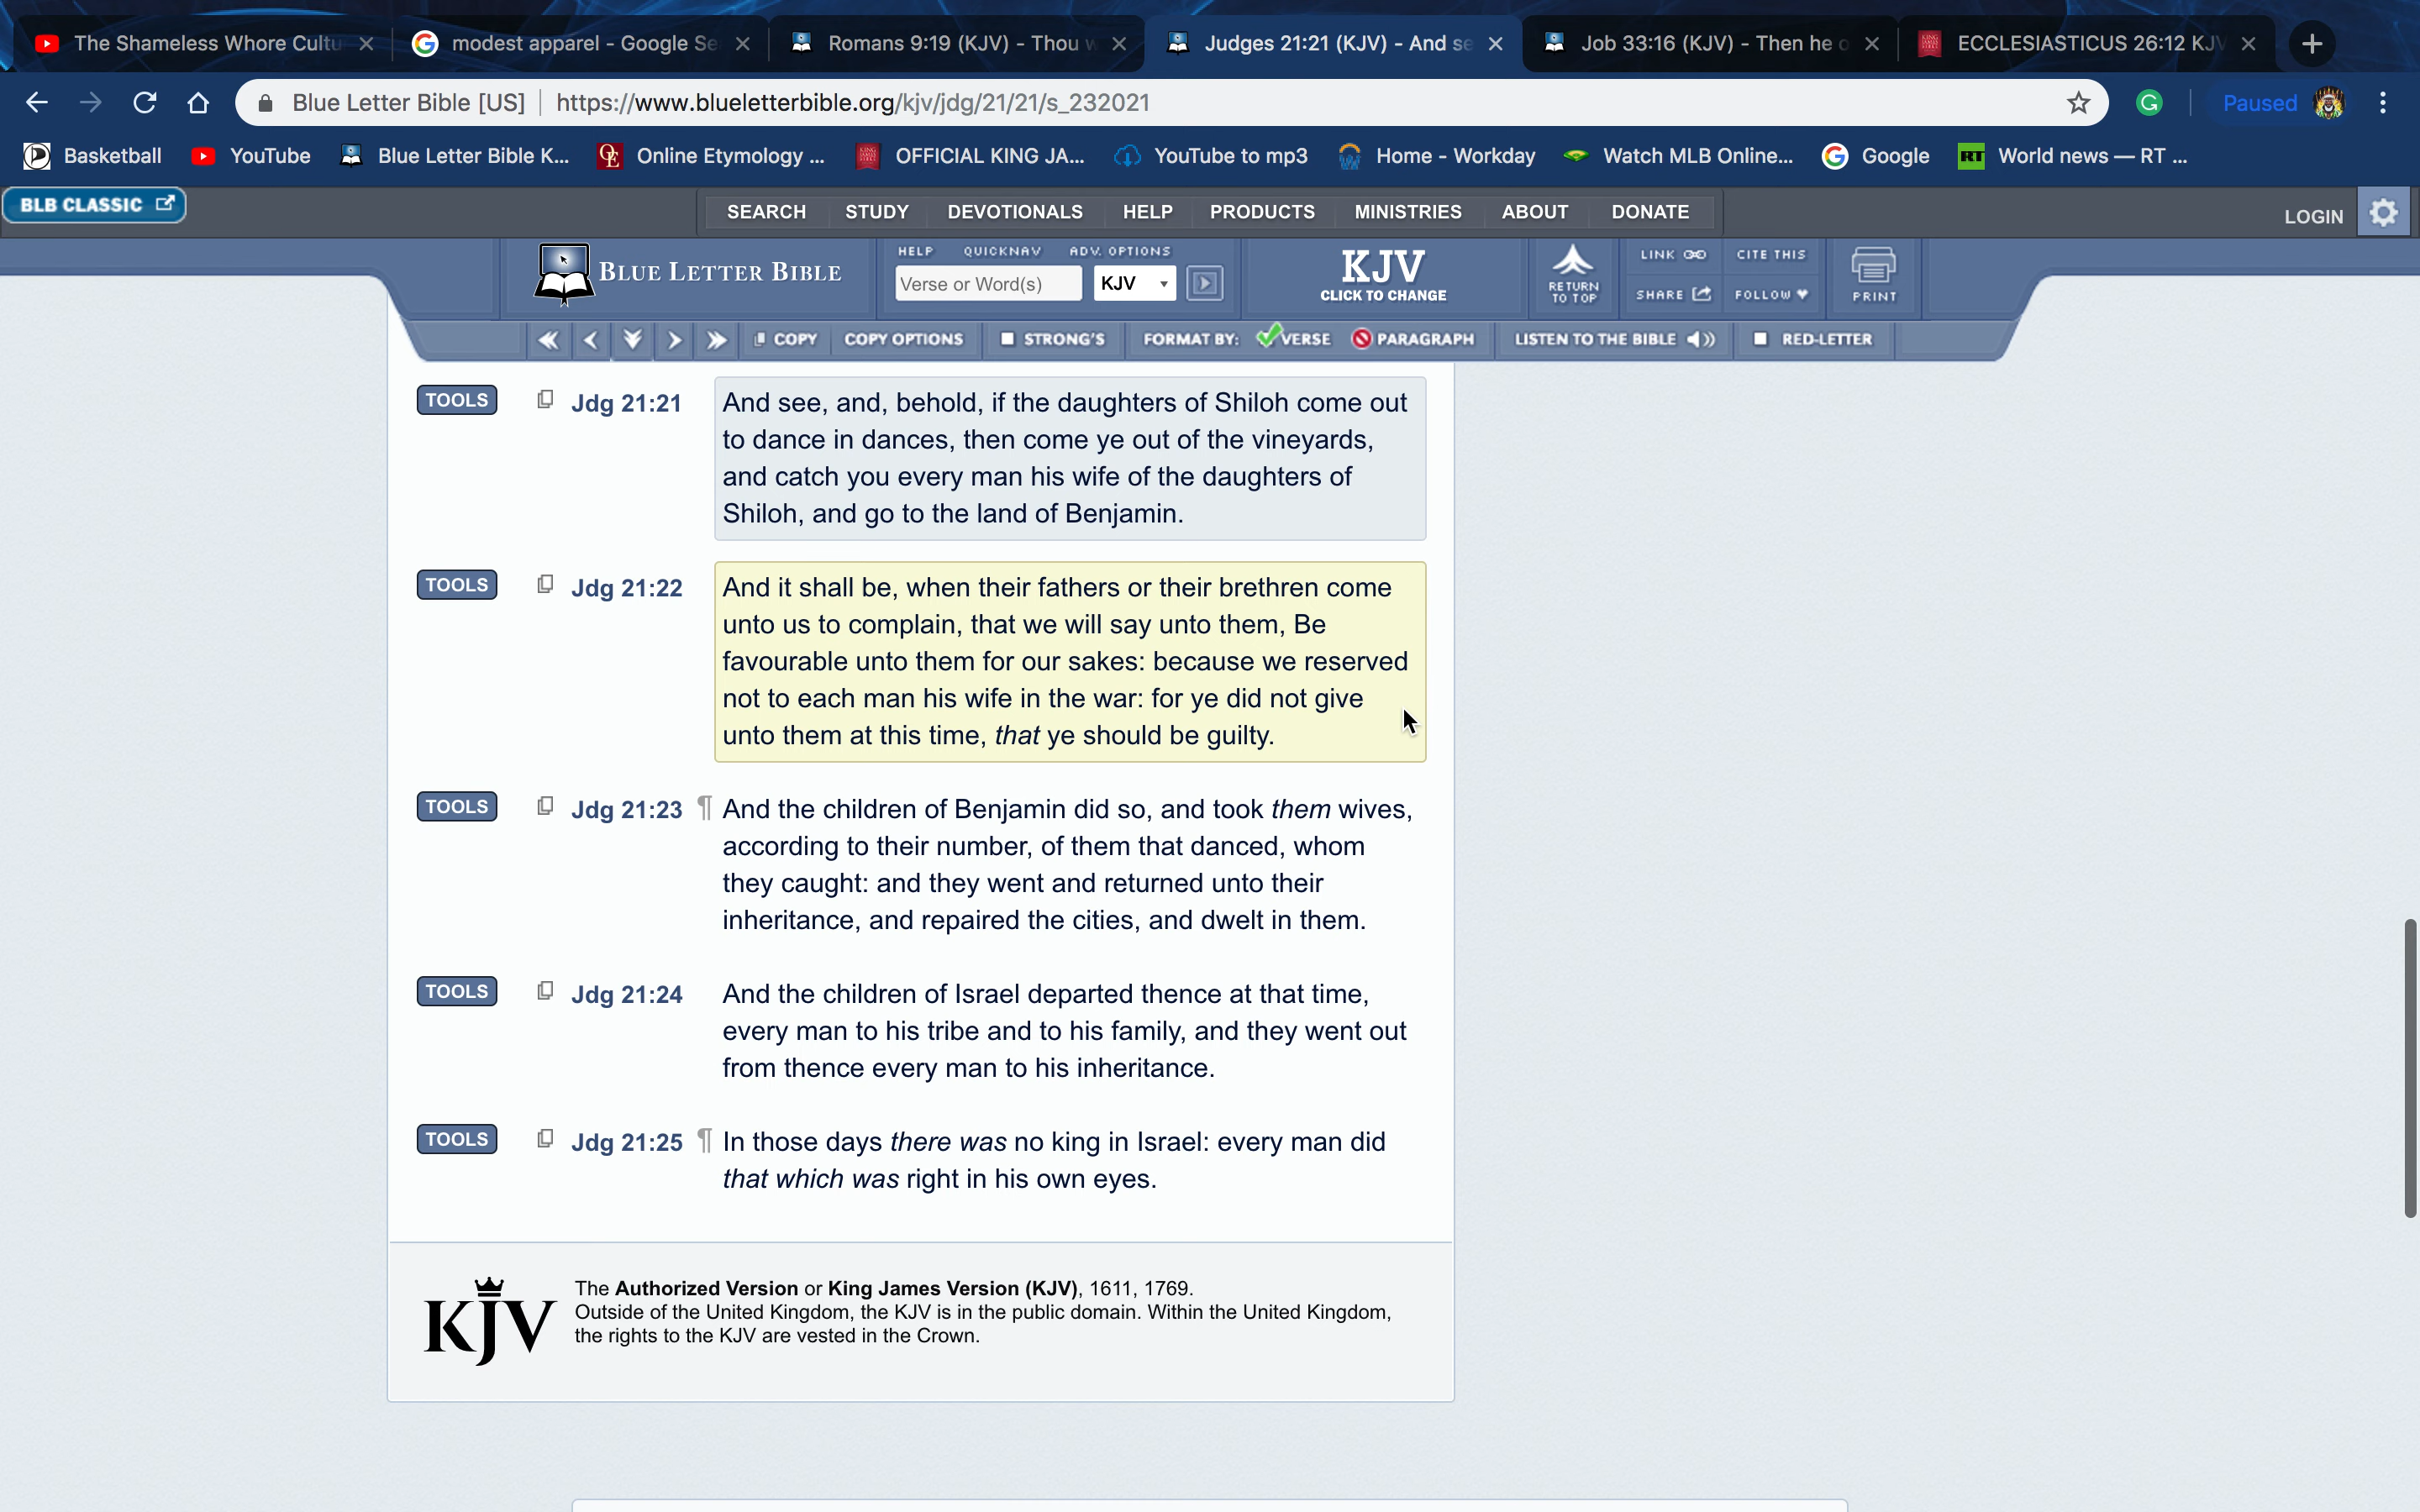 The Shameless Whore Cultu
modest apparel - Google Se
Romans 9:19 (KJV) - Thou w
Judges 21:21 (KJV) - And se
Job 33:16 (KJV) - Then he o
ECCLESIASTICUS 26:12 KJV
Blue Letter Bible [US] https://www.blueletterbible.org/kjv/jdg/21/21/s_232021
Paused
Basketball YouTube Blue Letter Bible K... Online Etymology ... OFFICIAL KING JA... YouTube to mp3 Home - Workday Watch MLB Online... Google World news — RT ...
BLB CLASSIC
SEARCH STUDY DEVOTIONALS HELP PRODUCTS MINISTRIES ABOUT DONATE
LOGIN
BLUE LETTER BIBLE
HELP QUICKNAV ADV. OPTIONS
Verse or Word(s) KJV
KJV
CLICK TO CHANGE
RETURN
TO TOP
LINK CITE THIS
SHARE FOLLOW
PRINT
COPY COPY OPTIONS STRONG'S FORMAT BY: VERSE PARAGRAPH LISTEN TO THE BIBLE RED-LETTER
TOOLS Jdg 21:21 And see, and, behold, if the daughters of Shiloh come out
to dance in dances, then come ye out of the vineyards,
and catch you every man his wife of the daughters of
Shiloh, and go to the land of Benjamin.
TOOLS Jdg 21:22 And it shall be, when their fathers or their brethren come
unto us to complain, that we will say unto them, Be
favourable unto them for our sakes: because we reserved
not to each man his wife in the war: for ye did not give
unto them at this time, that ye should be guilty.
TOOLS Jdg 21:23 ¶ And the children of Benjamin did so, and took them wives,
according to their number, of them that danced, whom
they caught: and they went and returned unto their
inheritance, and repaired the cities, and dwelt in them.
TOOLS Jdg 21:24 And the children of Israel departed thence at that time,
every man to his tribe and to his family, and they went out
from thence every man to his inheritance.
TOOLS Jdg 21:25 ¶ In those days there was no king in Israel: every man did
that which was right in his own eyes.
KJV
The Authorized Version or King James Version (KJV), 1611, 1769.
Outside of the United Kingdom, the KJV is in the public domain. Within the United Kingdom,
the rights to the KJV are vested in the Crown.